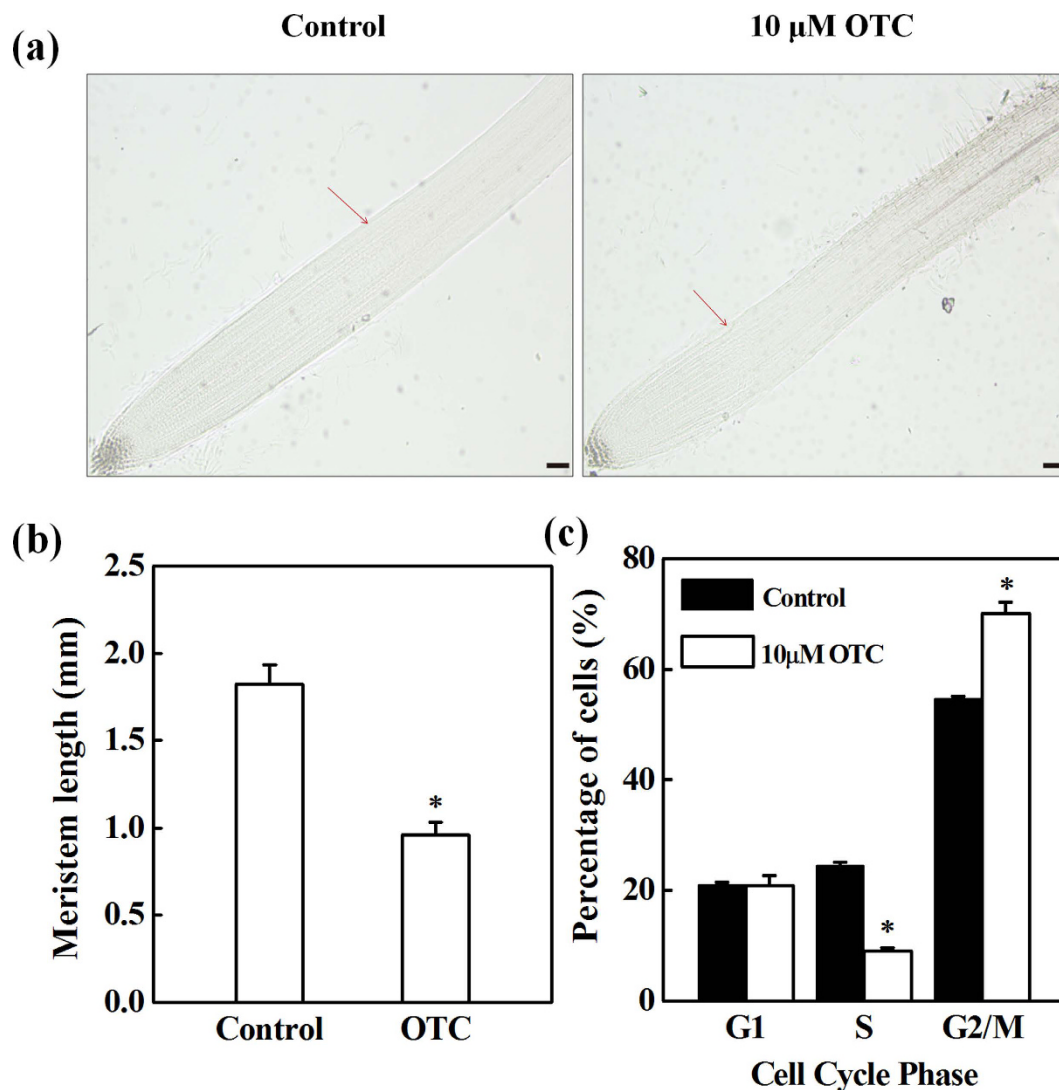 Control
10 μM OTC
(a)
(b)
Meristem length (mm)
2.5
2.0
1.5
1.0
0.5
0.0
*
Control
OTC
(c)
Percentage of cells (%)
80
60
40
20
0
Control
10μM OTC
*
*
G1
S
G2/M
Cell Cycle Phase